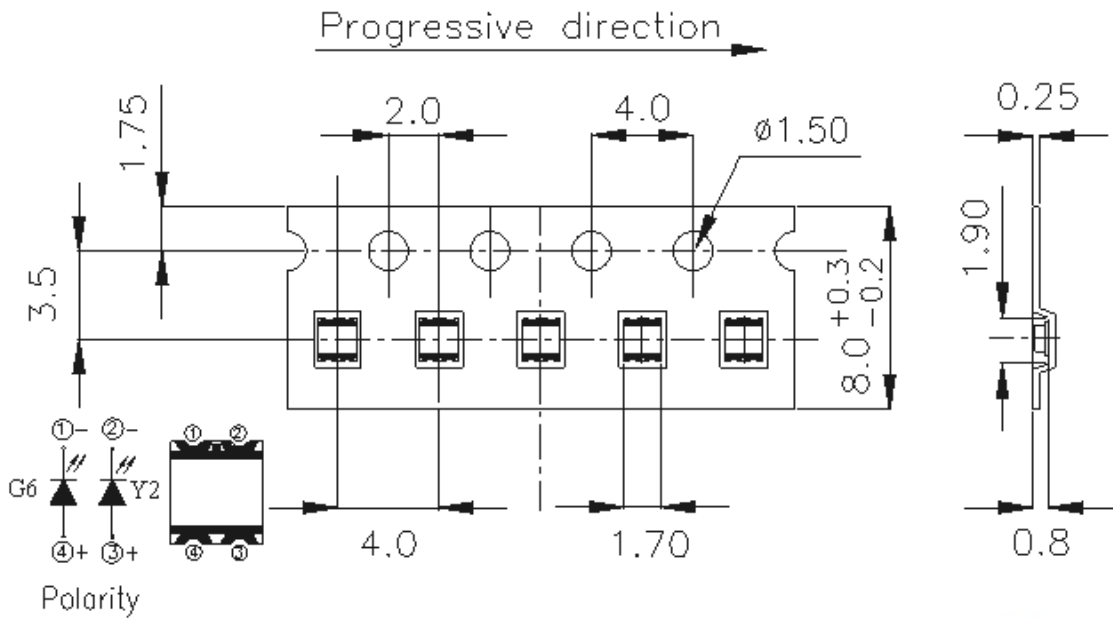 Progressive direction
1.75
2.0
4.0
ø1.50
0.25
3.5
8.0 +0.3 -0.2
1.90
①- ②-
G6 Y2
④+ ③+
① ②
④ ③
Polarity
4.0
1.70
0.8